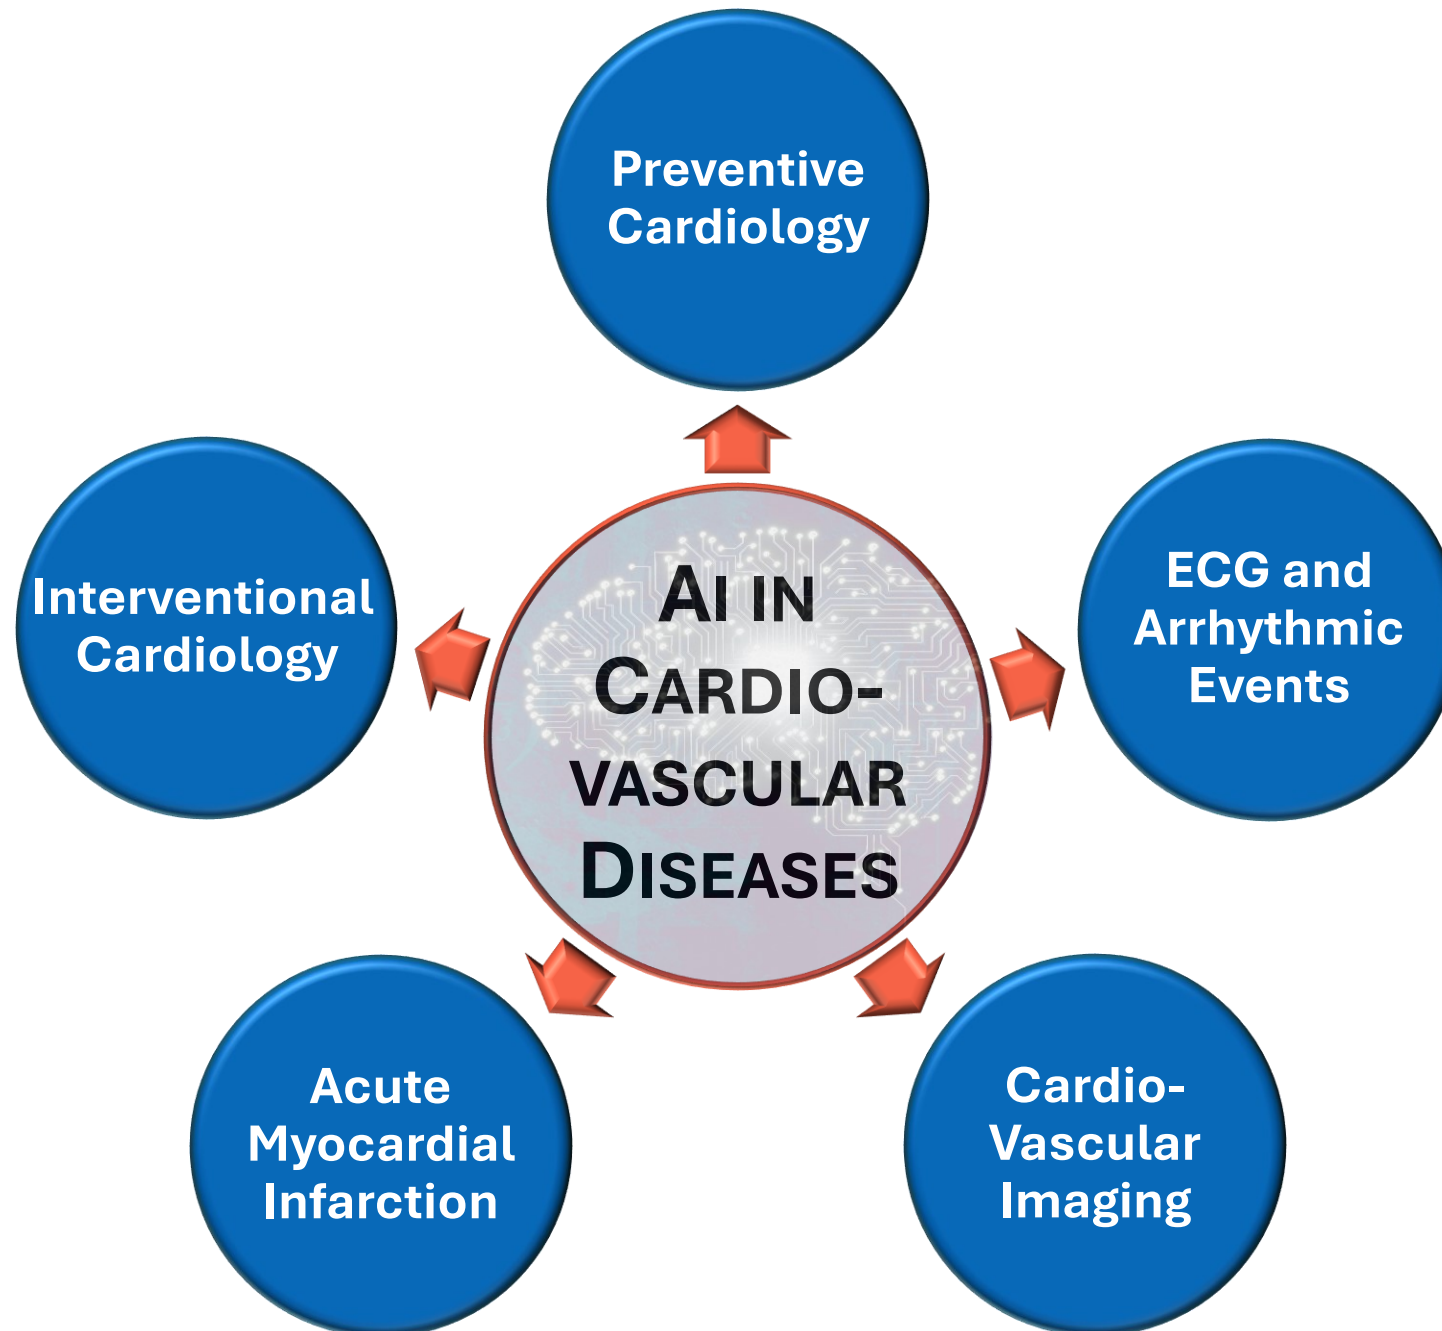 Preventive
Cardiology
Interventional
Cardiology
ECG and
Arrhythmic
Events
AI IN
CARDIO-
VASCULAR
DISEASES
Acute
Myocardial
Infarction
Cardio-
Vascular
Imaging